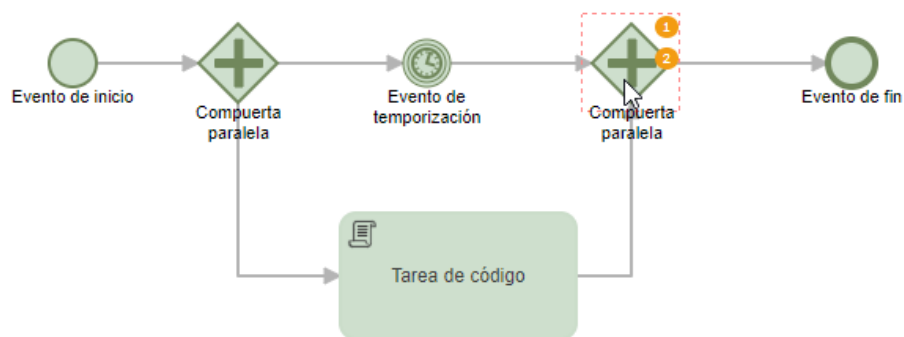 1
2
Evento de inicio
Compuerta
paralela
Evento de
temporización
Compuerta
paralela
Evento de fin
Tarea de código